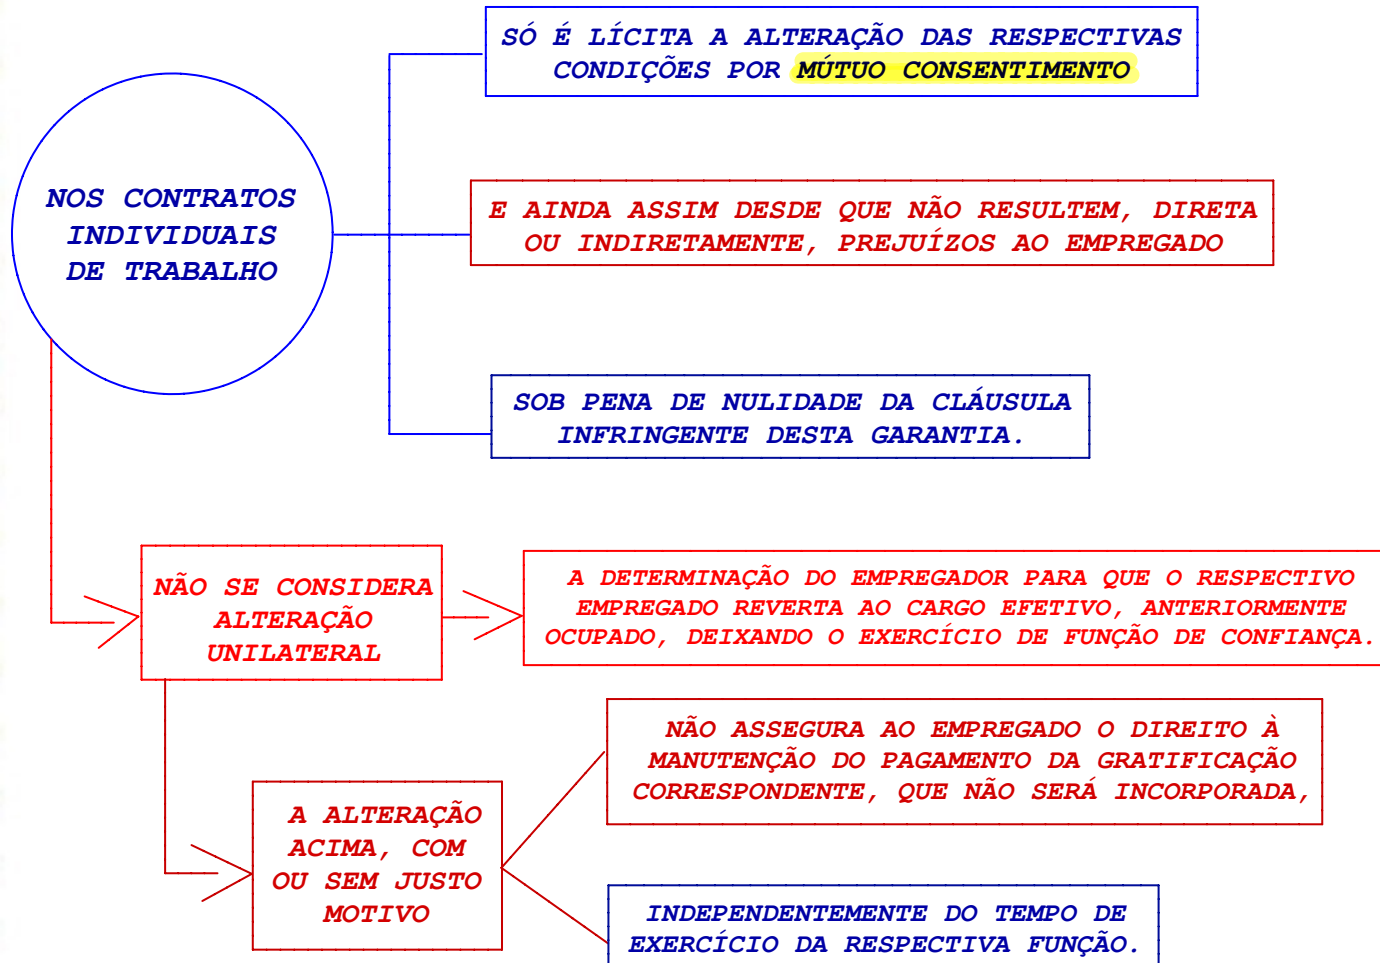 SÓ É LÍCITA A ALTERAÇÃO DAS RESPECTIVAS
CONDIÇÕES POR MÚTUO CONSENTIMENTO
NOS CONTRATOS
INDIVIDUAIS
DE TRABALHO
E AINDA ASSIM DESDE QUE NÃO RESULTEM, DIRETA
OU INDIRETAMENTE, PREJUÍZOS AO EMPREGADO
SOB PENA DE NULIDADE DA CLÁUSULA
INFRINGENTE DESTA GARANTIA.
NÃO SE CONSIDERA
ALTERAÇÃO
UNILATERAL
A DETERMINAÇÃO DO EMPREGADOR PARA QUE O RESPECTIVO
EMPREGADO REVERTA AO CARGO EFETIVO, ANTERIORMENTE
OCUPADO, DEIXANDO O EXERCÍCIO DE FUNÇÃO DE CONFIANÇA.
A ALTERAÇÃO
ACIMA, COM
OU SEM JUSTO
MOTIVO
NÃO ASSEGURA AO EMPREGADO O DIREITO À
MANUTENÇÃO DO PAGAMENTO DA GRATIFICAÇÃO
CORRESPONDENTE, QUE NÃO SERÁ INCORPORADA,
INDEPENDENTEMENTE DO TEMPO DE
EXERCÍCIO DA RESPECTIVA FUNÇÃO.